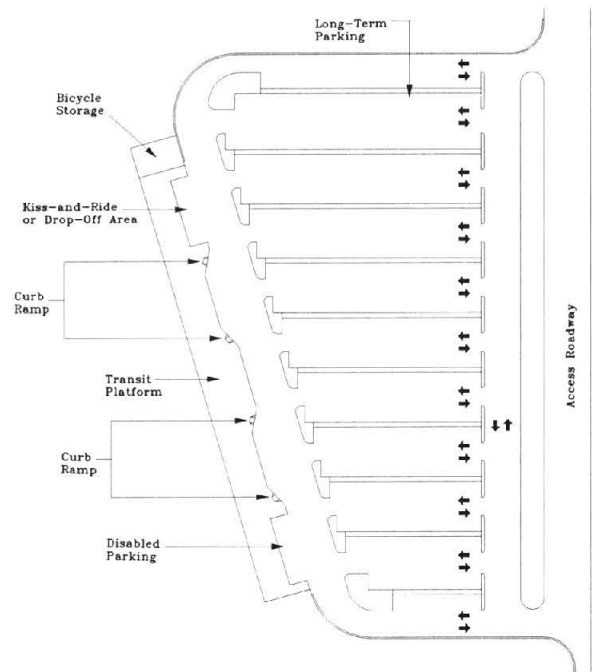 Long-Term
Parking
Bicycle
Storage
Kiss-and-Ride
or Drop-Off Area
Curb
Ramp
Transit
Platform
Access Roadway
Curb
Ramp
Disabled
Parking